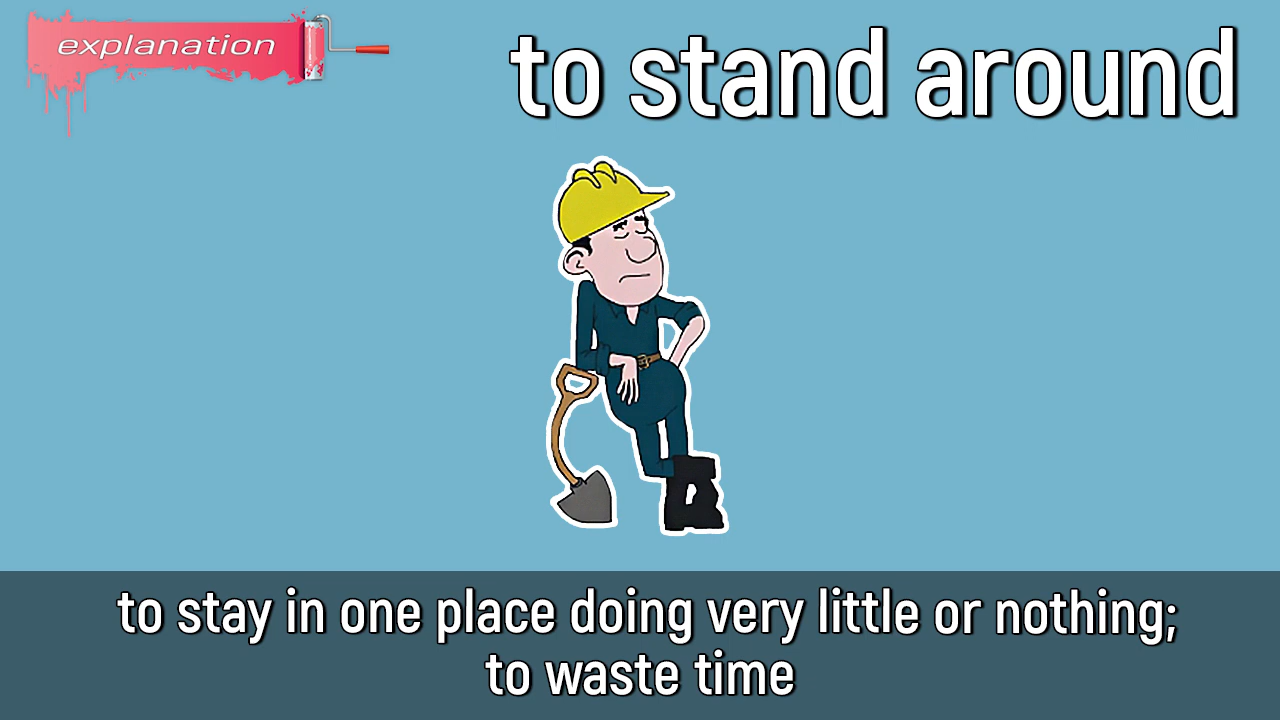 explanation
to stand around
to stay in one place doing very little or nothing;
to waste time